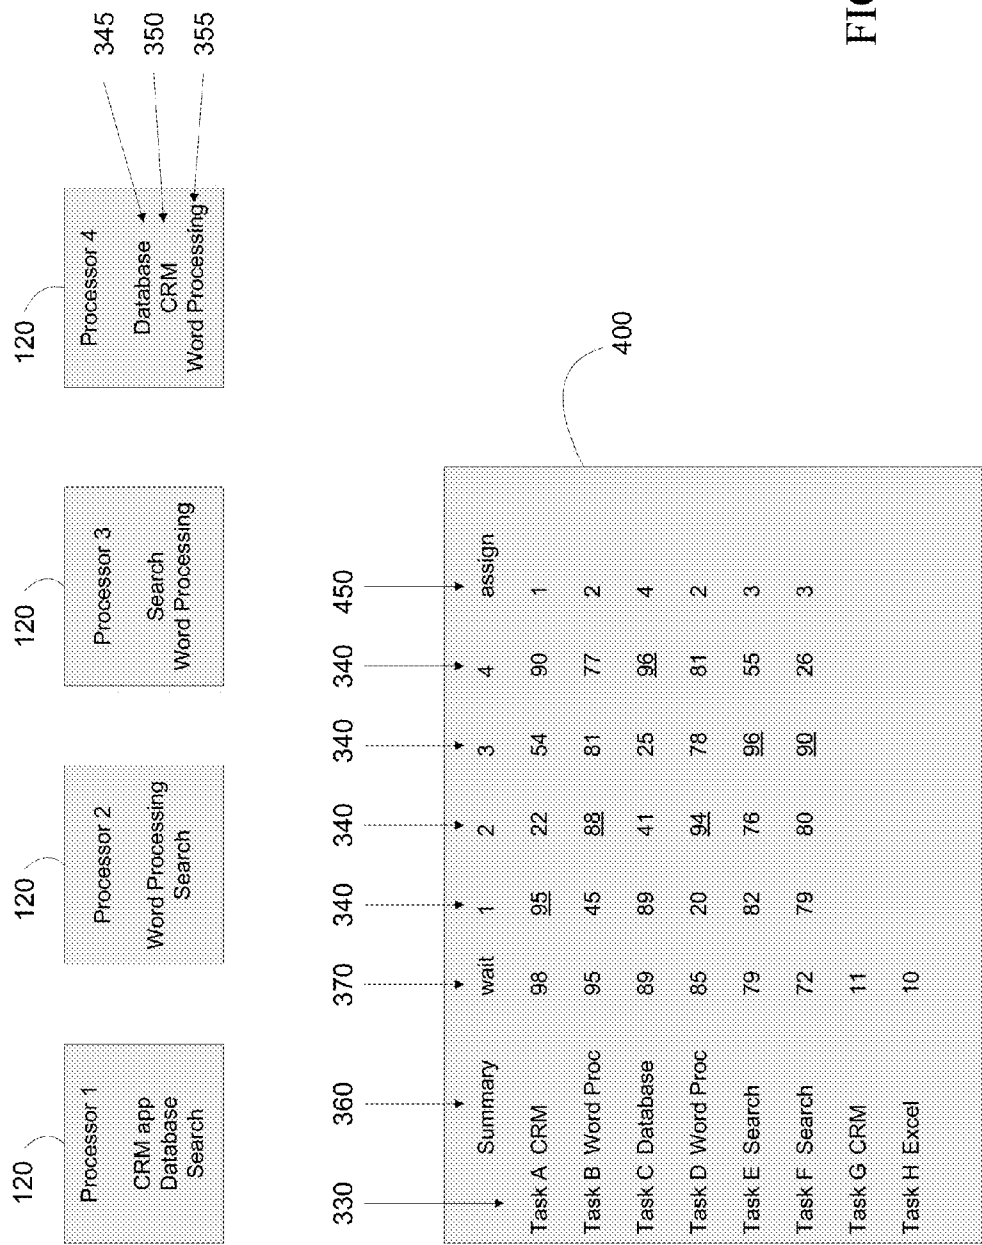 120 120 120 120
Processor 1
CRM app
Database
Search
Processor 2
Word Processing
Search
Processor 3
Search
Word Processing
Processor 4
Database
CRM
Word Processing
345
350
355
330 360 370 340 340 340 340 450
Summary wait 1 2 3 4 assign
Task A CRM 98 95 22 54 90 1
Task B Word Proc 95 45 88 81 77 2
Task C Database 89 89 41 25 96 4
Task D Word Proc 85 20 94 78 81 2
Task E Search 79 82 76 96 55 3
Task F Search 72 79 80 90 26 3
Task G CRM 11
Task H Excel 10
400